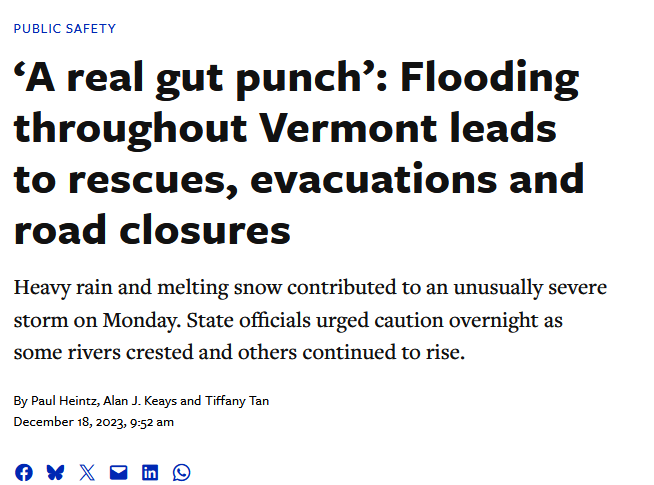 PUBLIC SAFETY
‘A real gut punch’: Flooding
throughout Vermont leads
to rescues, evacuations and
road closures
Heavy rain and melting snow contributed to an unusually severe
storm on Monday. State officials urged caution overnight as
some rivers crested and others continued to rise.
By Paul Heintz, Alan J. Keays and Tiffany Tan
December 18, 2023, 9:52 am